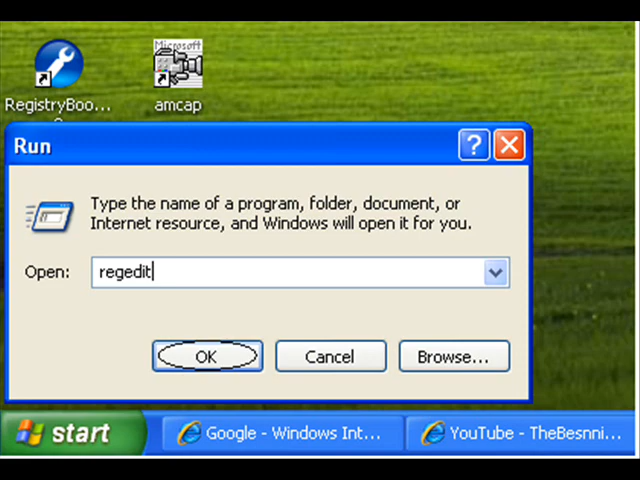 Microsoft
RegistryBoo...
amcap
Run
Type the name of a program, folder, document, or
Internet resource, and Windows will open it for you.
Open: regedit
OK Cancel Browse...
start Google - Windows Int... YouTube - TheBesnni...